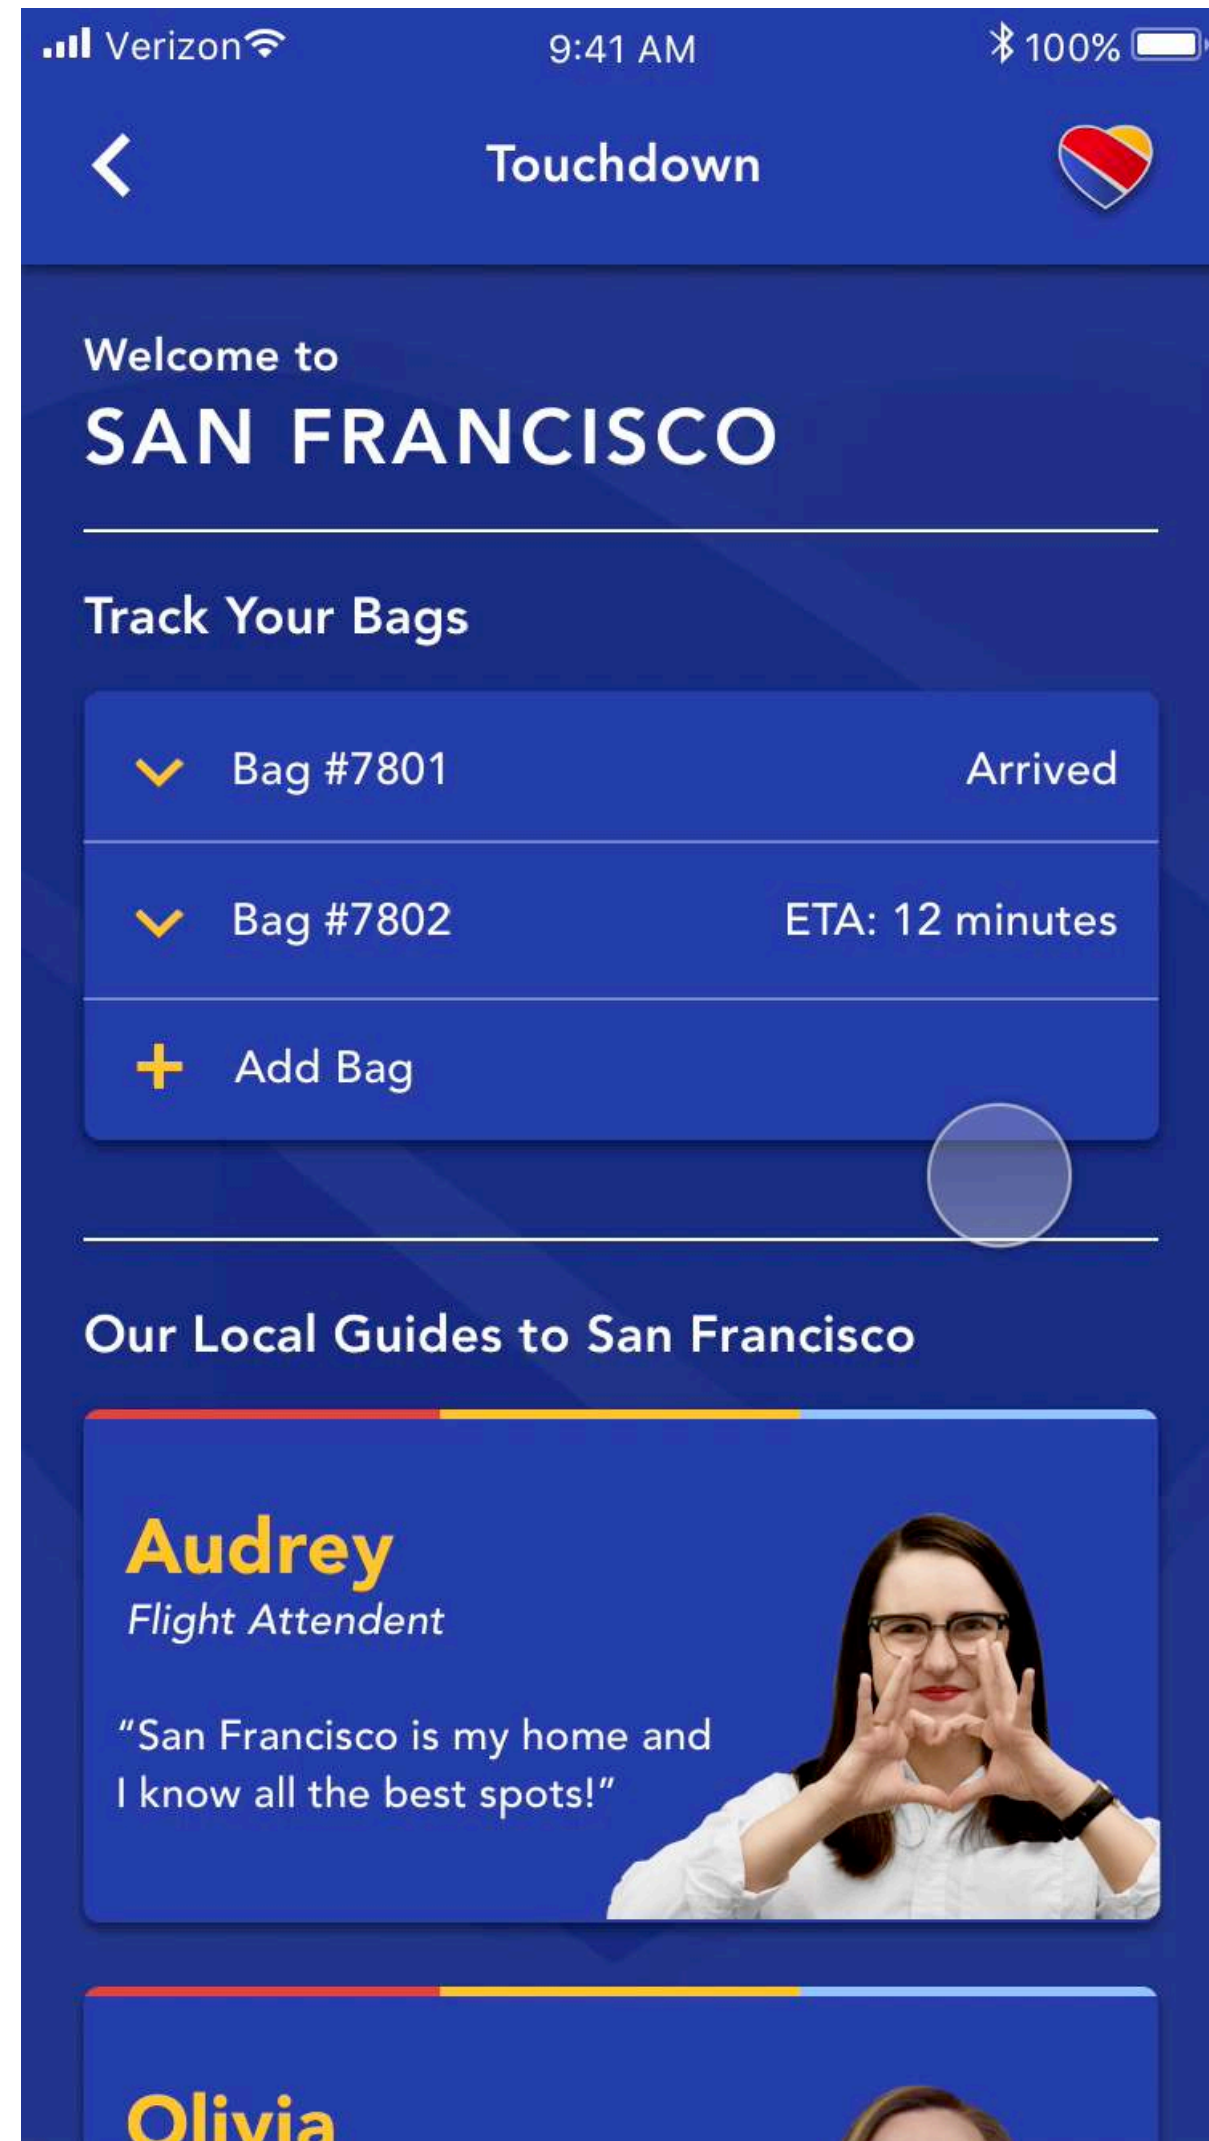 Verizon 9:41 AM 100%
Touchdown
Welcome to
SAN FRANCISCO
Track Your Bags
Bag #7801 Arrived
Bag #7802 ETA: 12 minutes
Add Bag
Our Local Guides to San Francisco
Audrey
Flight Attendent
“San Francisco is my home and
I know all the best spots!”
Olivia